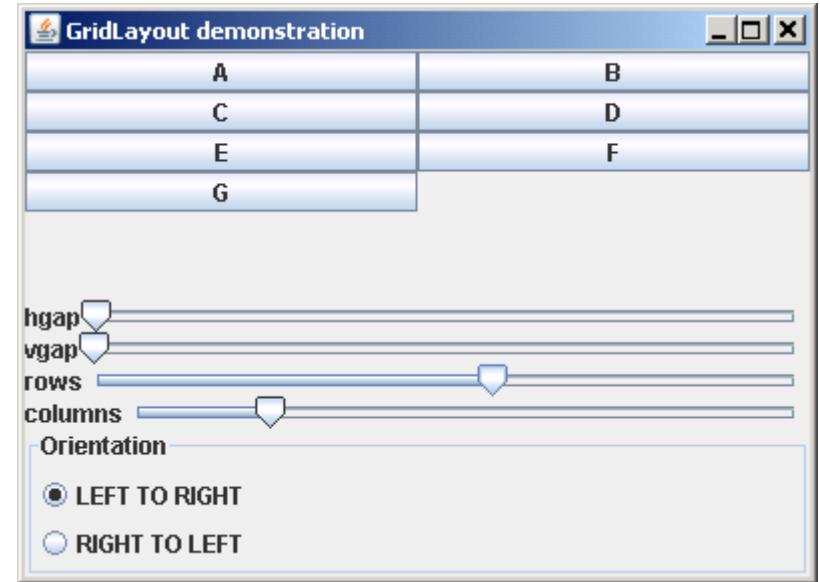 GridLayout demonstration
A B
C D
E F
G
hgap
vgap
rows
columns
Orientation
LEFT TO RIGHT
RIGHT TO LEFT